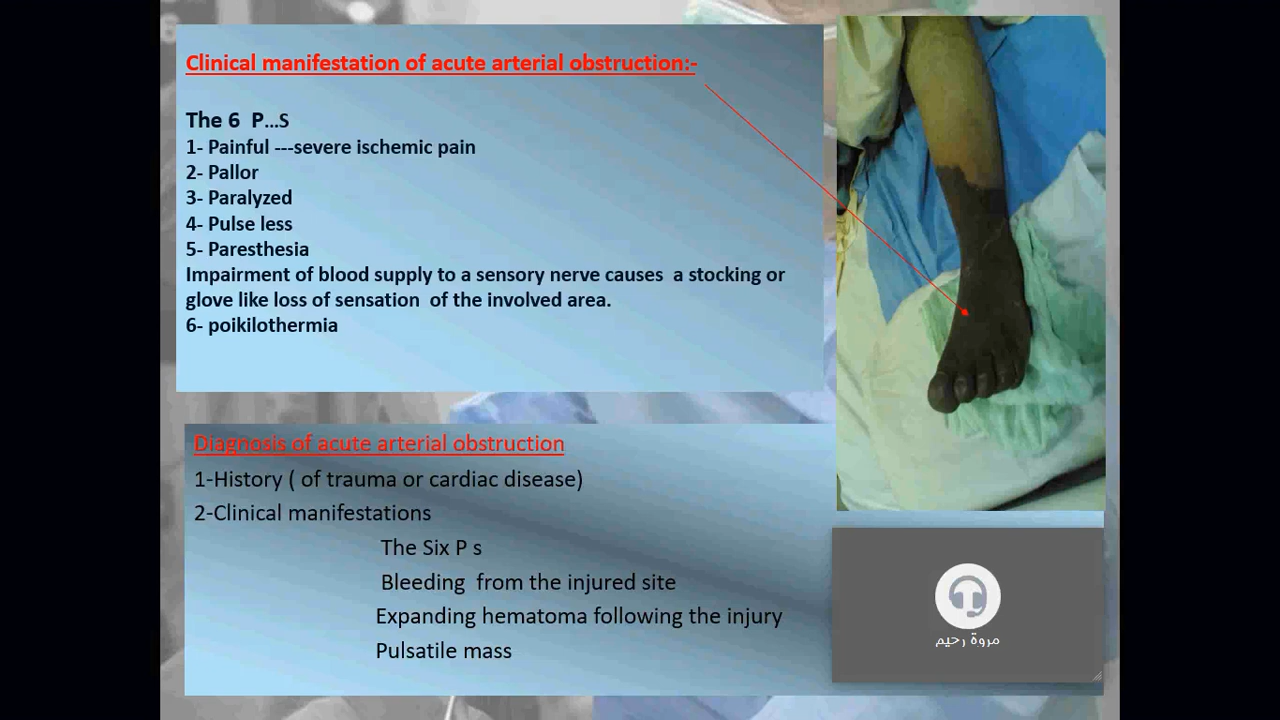 Clinical manifestation of acute arterial obstruction:-
The 6 P...S
1- Painful ---severe ischemic pain
2- Pallor
3- Paralyzed
4- Pulse less
5- Paresthesia
Impairment of blood supply to a sensory nerve causes a stocking or
glove like loss of sensation of the involved area.
6- poikilothermia
Diagnosis of acute arterial obstruction
1-History ( of trauma or cardiac disease)
2-Clinical manifestations
The Six P s
Bleeding from the injured site
Expanding hematoma following the injury
Pulsatile mass
مروة رحيم